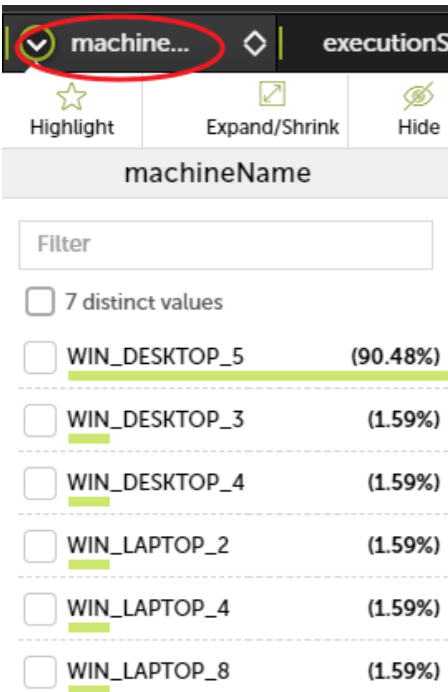 machine... executionS
Highlight Expand/Shrink Hide
machineName
Filter
7 distinct values
WIN_DESKTOP_5 (90.48%)
WIN_DESKTOP_3 (1.59%)
WIN_DESKTOP_4 (1.59%)
WIN_LAPTOP_2 (1.59%)
WIN_LAPTOP_4 (1.59%)
WIN_LAPTOP_8 (1.59%)